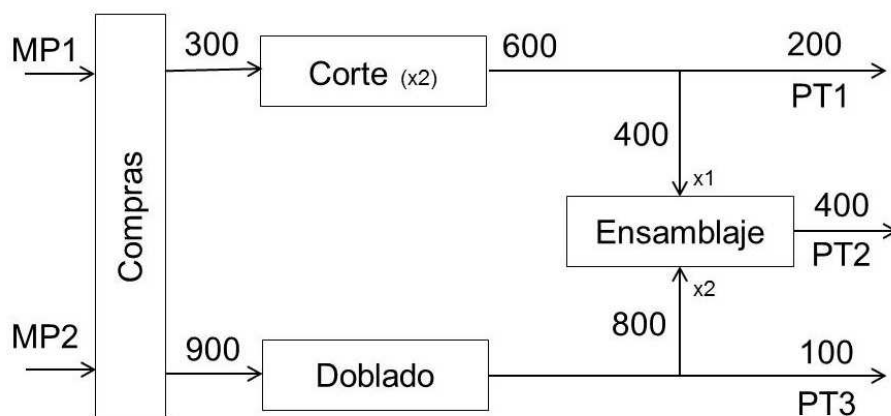 MP1
300
Corte (x2)
600
200
PT1
400
x1
Compras
Ensamblaje
400
PT2
x2
800
MP2
900
Doblado
100
PT3